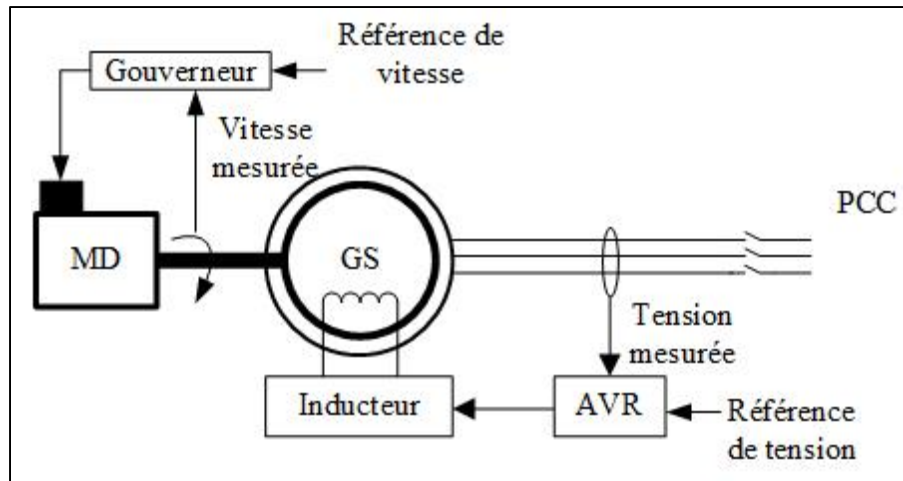 Référence de
vitesse
Gouverneur
Vitesse
mesurée
PCC
MD
GS
Tension
mesurée
Inducteur
AVR
Référence
de tension